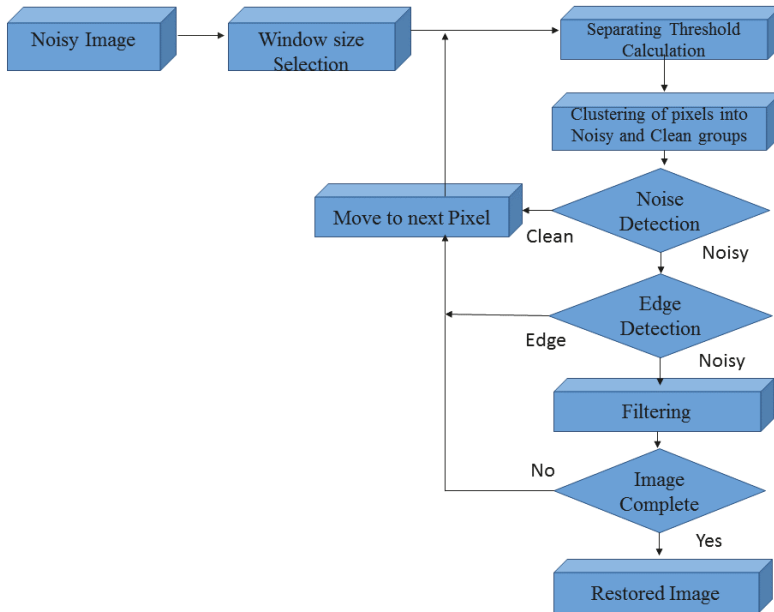 Noisy Image
Window size
Selection
Separating Threshold
Calculation
Clustering of pixels into
Noisy and Clean groups
Noise
Detection
Move to next Pixel
Clean
Noisy
Edge
Detection
Edge
Noisy
Filtering
No
Image
Complete
Yes
Restored Image